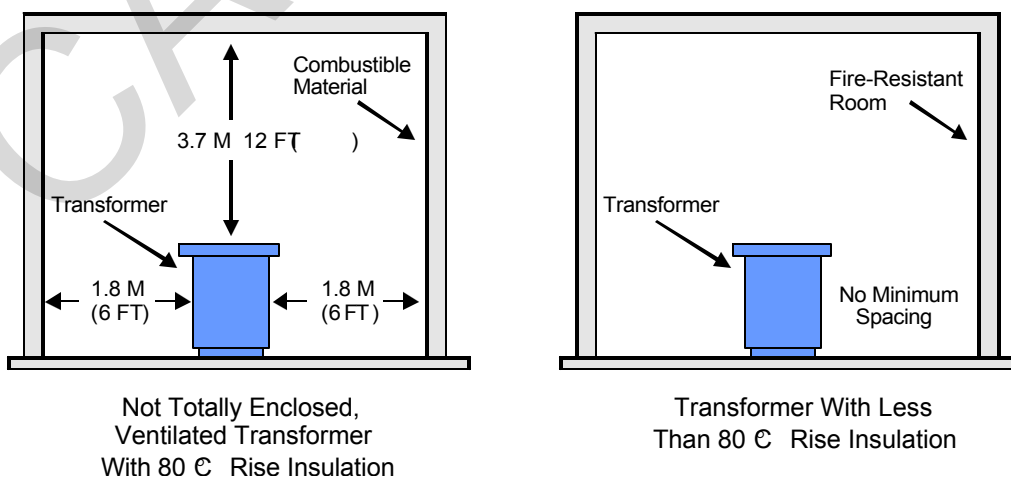 Combustible
Material
3.7 M 12 FT( )
Transformer
1.8 M
(6 FT)
1.8 M
(6 FT)
Not Totally Enclosed,
Ventilated Transformer
With 80 C Rise Insulation
Fire-Resistant
Room
Transformer
No Minimum
Spacing
Transformer With Less
Than 80 C Rise Insulation